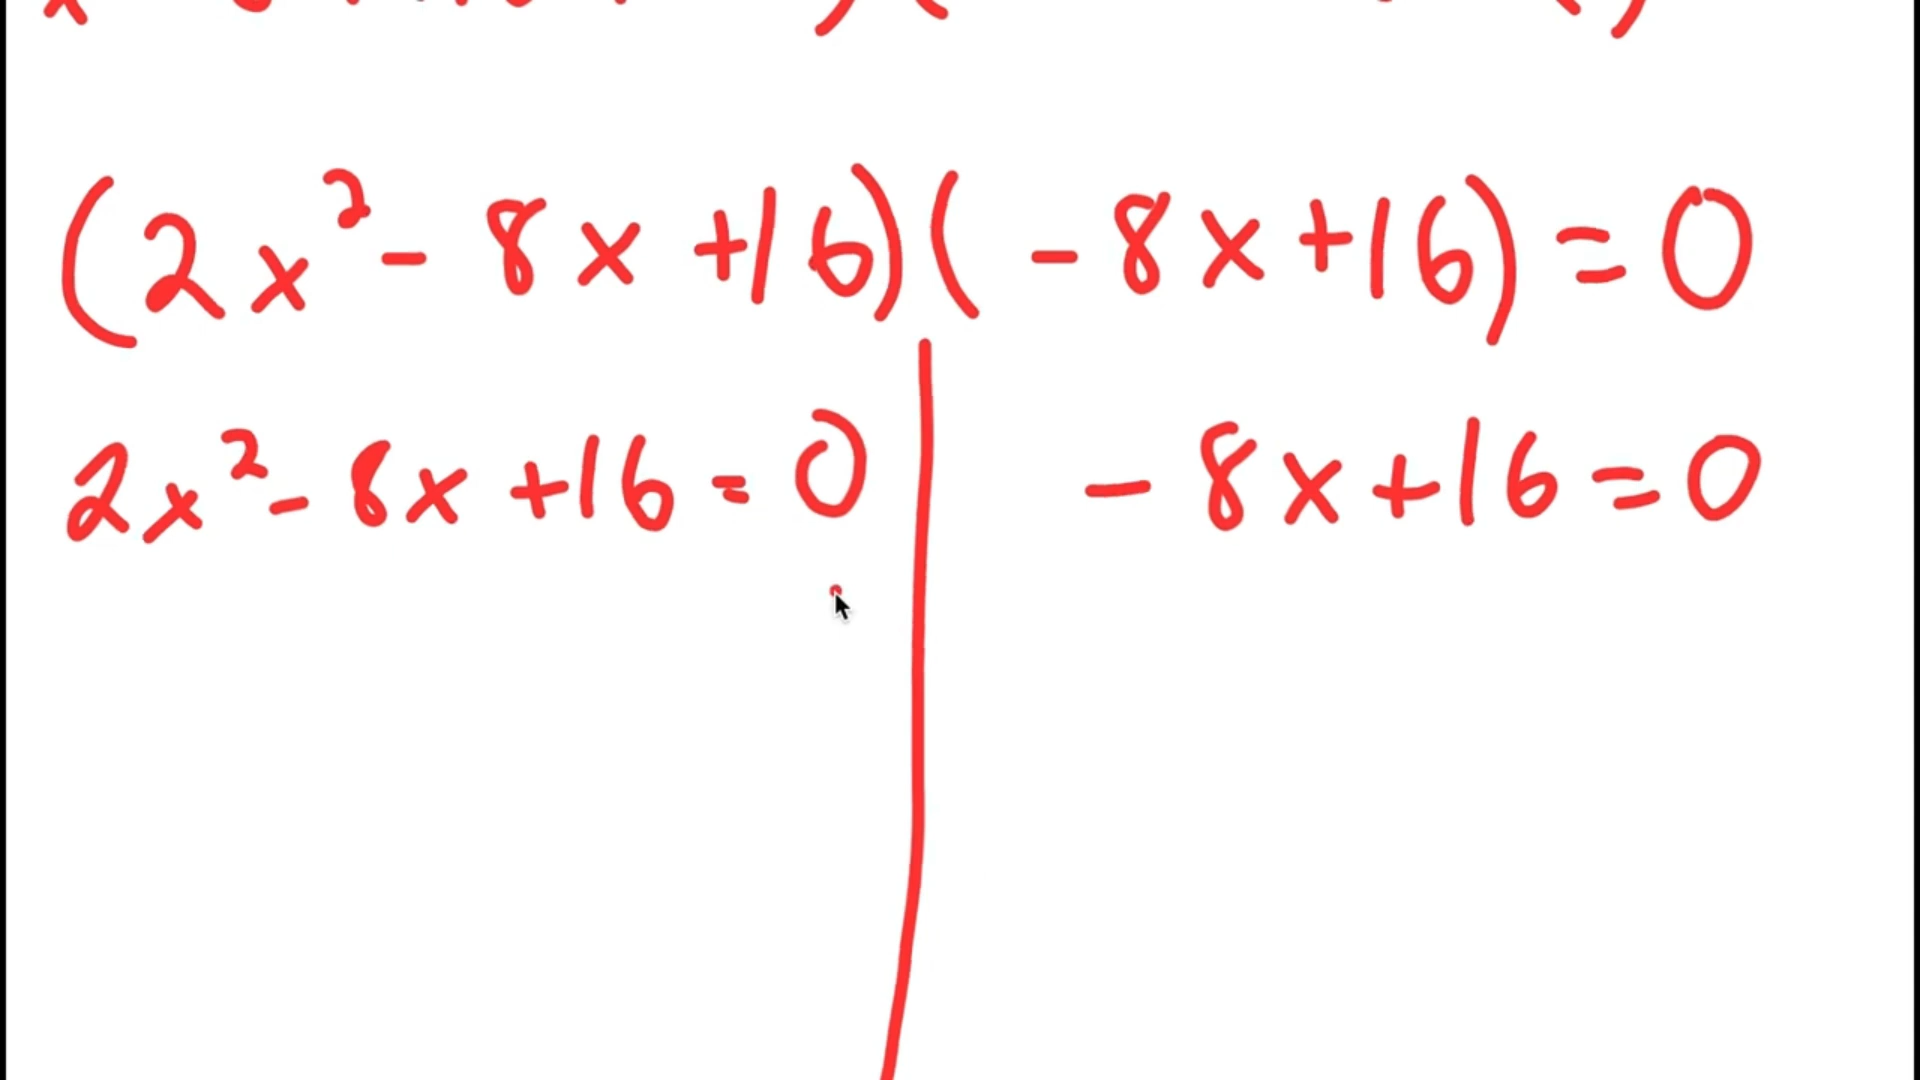 (2x² - 8x + 16)( - 8x + 16) = 0
2x² - 8x + 16 = 0 - 8x + 16 = 0